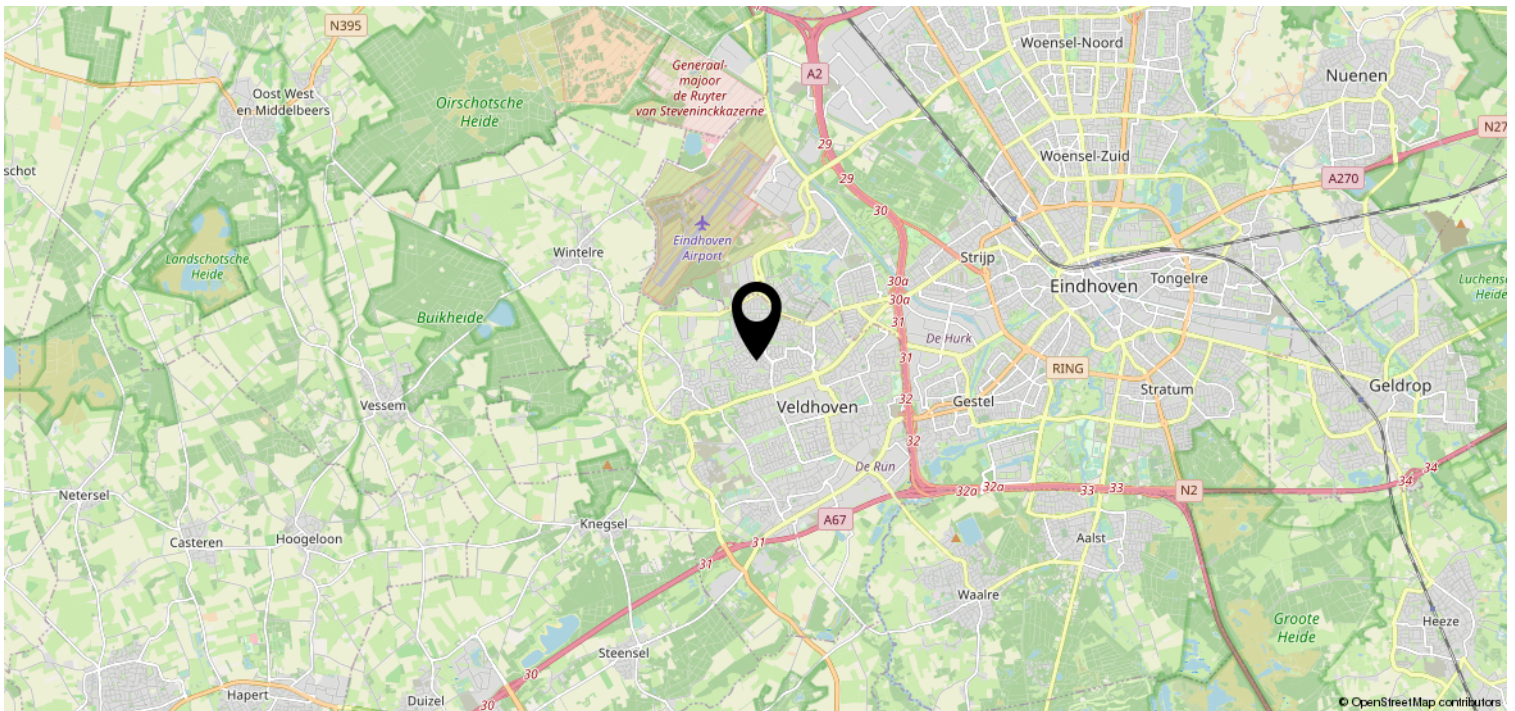 N395
Woensel-Noord
Generaal-
majoor
de Ruyter
van Steveninckkazerne
A2
Nuenen
Oost West
en Middelbeers
Oirschotsche
Heide
N27
29
Woensel-Zuid
schot
29
A270
30
Eindhoven
Airport
Wintelre
Landschotsche
Heide
Strijp
Tongelre
Eindhoven
30a
30a
Luchens
Heide
Buikheide
31
De Hurk
31
RING
Geldrop
Stratum
32
Gestel
Vessem
Veldhoven
32
De Run
34
34
32a
32a
33
33
N2
Netersel
Knegsel
A67
Casteren
Hoogeloon
31
31
Aalst
Waalre
Groote
Heide
Heeze
Steensel
30
Hapert
Duizel
30
© OpenStreetMap contributors